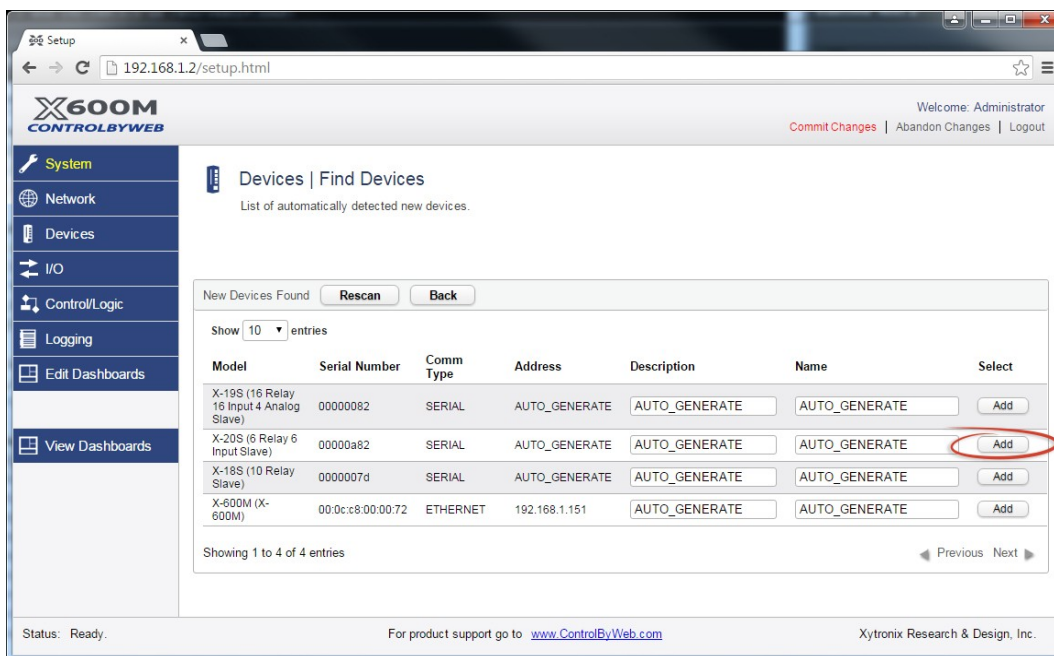 Setup
192.168.1.2/setup.html
X600M
CONTROLBYWEB
Welcome: Administrator
Commit Changes | Abandon Changes | Logout
System
Network
Devices
I/O
Control/Logic
Logging
Edit Dashboards
View Dashboards
Devices | Find Devices
List of automatically detected new devices.
New Devices Found Rescan Back
Show 10 entries
Model Serial Number Comm Type Address Description Name Select
X-19S (16 Relay
16 Input 4 Analog
Slave) 00000082 SERIAL AUTO_GENERATE AUTO_GENERATE AUTO_GENERATE Add
X-20S (6 Relay 6
Input Slave) 00000a82 SERIAL AUTO_GENERATE AUTO_GENERATE AUTO_GENERATE Add
X-18S (10 Relay
Slave) 0000007d SERIAL AUTO_GENERATE AUTO_GENERATE AUTO_GENERATE Add
X-600M (X-
600M) 00:0c:c8:00:00:72 ETHERNET 192.168.1.151 AUTO_GENERATE AUTO_GENERATE Add
Showing 1 to 4 of 4 entries
Previous Next
Status: Ready.
For product support go to www.ControlByWeb.com
Xytronix Research & Design, Inc.